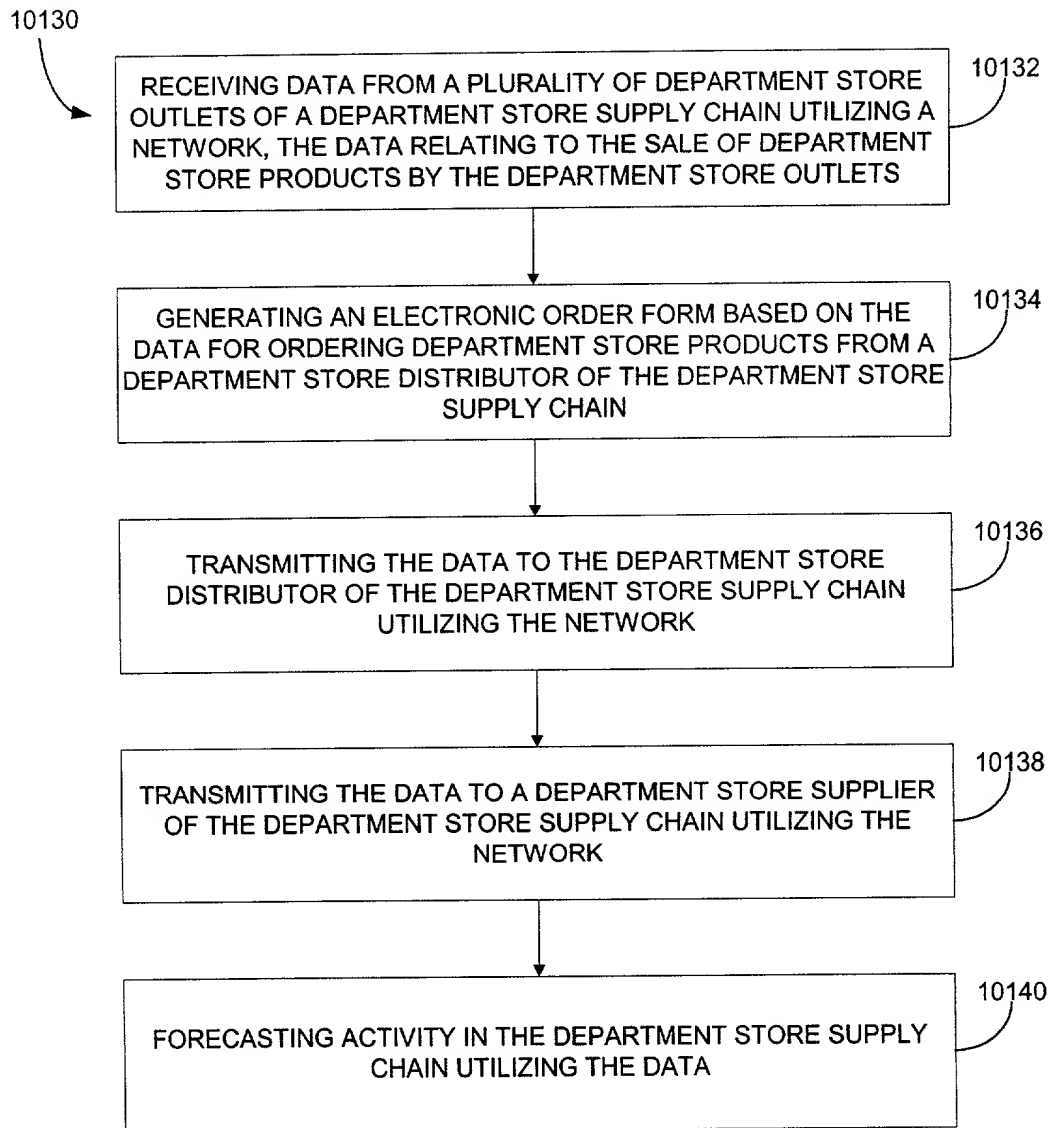 10130
10132
RECEIVING DATA FROM A PLURALITY OF DEPARTMENT STORE
OUTLETS OF A DEPARTMENT STORE SUPPLY CHAIN UTILIZING A
NETWORK, THE DATA RELATING TO THE SALE OF DEPARTMENT
STORE PRODUCTS BY THE DEPARTMENT STORE OUTLETS
10134
GENERATING AN ELECTRONIC ORDER FORM BASED ON THE
DATA FOR ORDERING DEPARTMENT STORE PRODUCTS FROM A
DEPARTMENT STORE DISTRIBUTOR OF THE DEPARTMENT STORE
SUPPLY CHAIN
10136
TRANSMITTING THE DATA TO THE DEPARTMENT STORE
DISTRIBUTOR OF THE DEPARTMENT STORE SUPPLY CHAIN
UTILIZING THE NETWORK
10138
TRANSMITTING THE DATA TO A DEPARTMENT STORE SUPPLIER
OF THE DEPARTMENT STORE SUPPLY CHAIN UTILIZING THE
NETWORK
10140
FORECASTING ACTIVITY IN THE DEPARTMENT STORE SUPPLY
CHAIN UTILIZING THE DATA